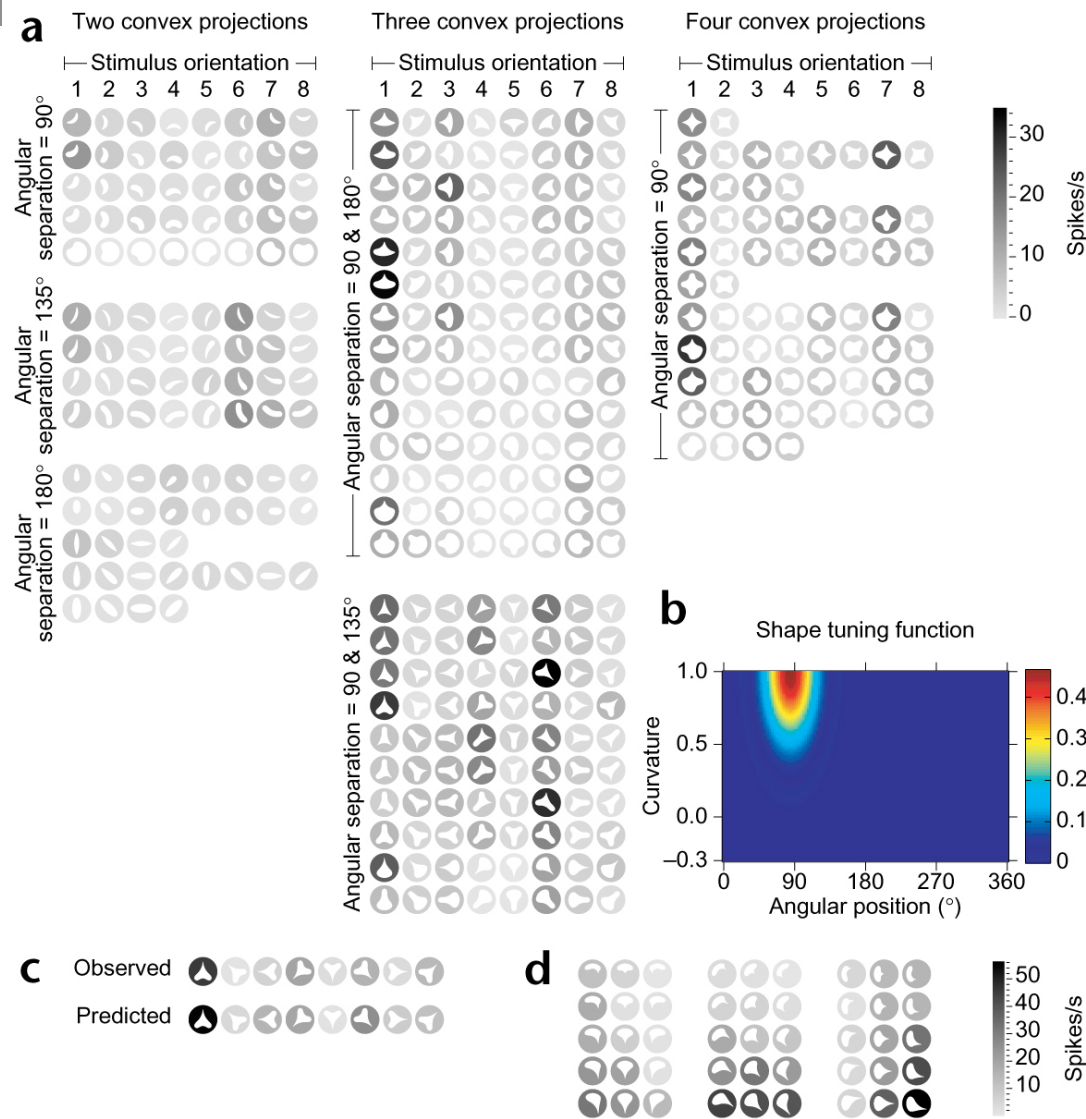 a
Two convex projections
Stimulus orientation
1 2 3 4 5 6 7 8
Angular
separation = 90°
Angular
separation = 135°
Angular
separation = 180°
Three convex projections
Stimulus orientation
1 2 3 4 5 6 7 8
Angular separation = 90 & 180°
Angular separation = 90 & 135°
Four convex projections
Stimulus orientation
1 2 3 4 5 6 7 8
Angular separation = 90°
30
20
10
0
Spikes/s
b
Shape tuning function
Curvature
1.0
0.5
0.0
–0.3
0 90 180 270 360
Angular position (°)
0.4
0.3
0.2
0.1
0
c
Observed
Predicted
d
50
40
30
20
10
Spikes/s